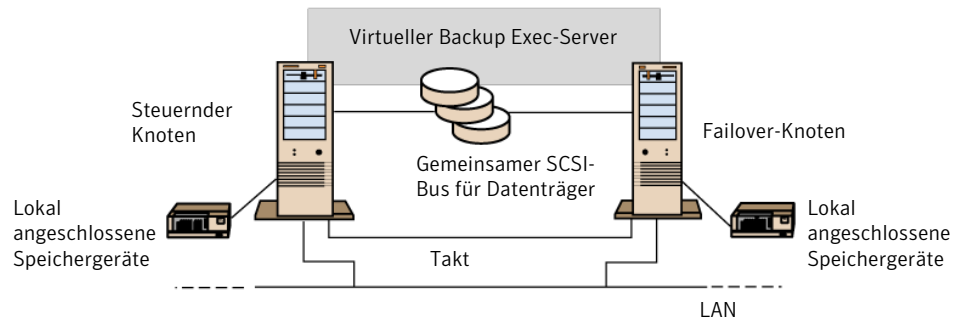 Virtueller Backup Exec-Server
Steuernder
Knoten
Failover-Knoten
Gemeinsamer SCSI-
Bus für Datenträger
Lokal
angeschlossene
Speichergeräte
Takt
Lokal
angeschlossene
Speichergeräte
LAN